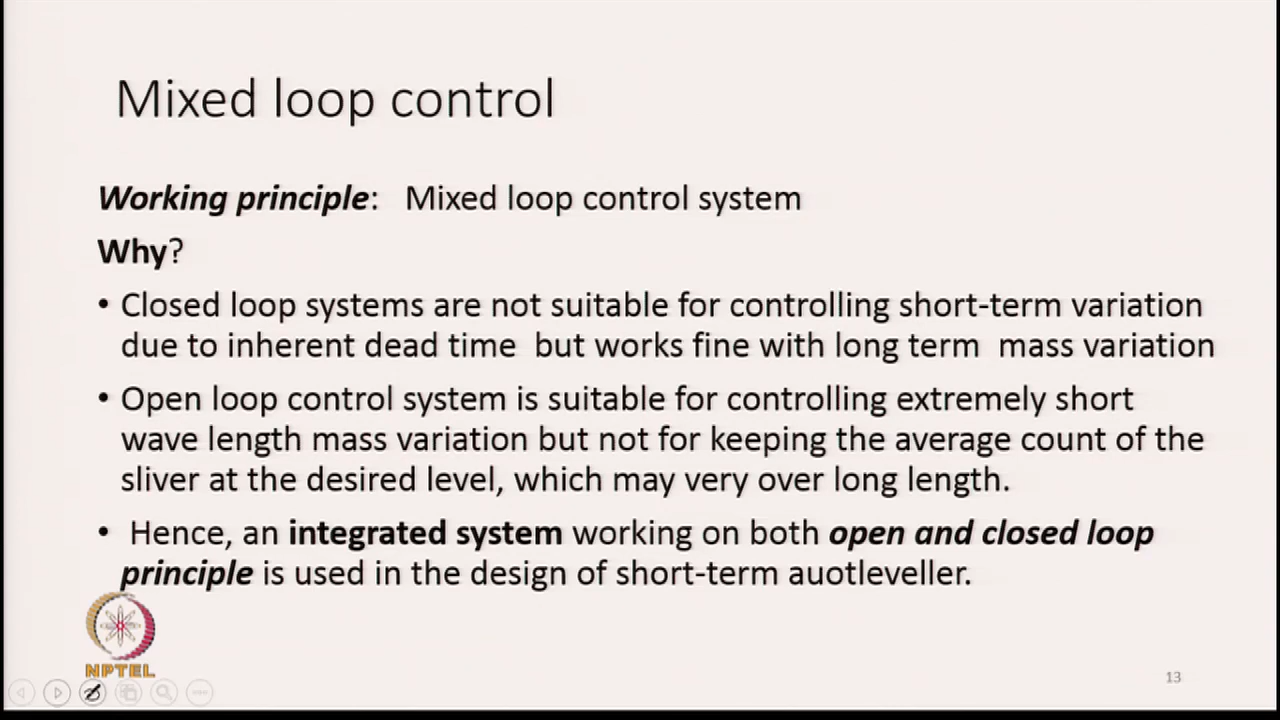 Mixed loop control
Working principle: Mixed loop control system
Why?
• Closed loop systems are not suitable for controlling short-term variation
due to inherent dead time but works fine with long term mass variation
• Open loop control system is suitable for controlling extremely short
wave length mass variation but not for keeping the average count of the
sliver at the desired level, which may very over long length.
• Hence, an integrated system working on both open and closed loop
principle is used in the design of short-term auotleveller.
NPTEL
13